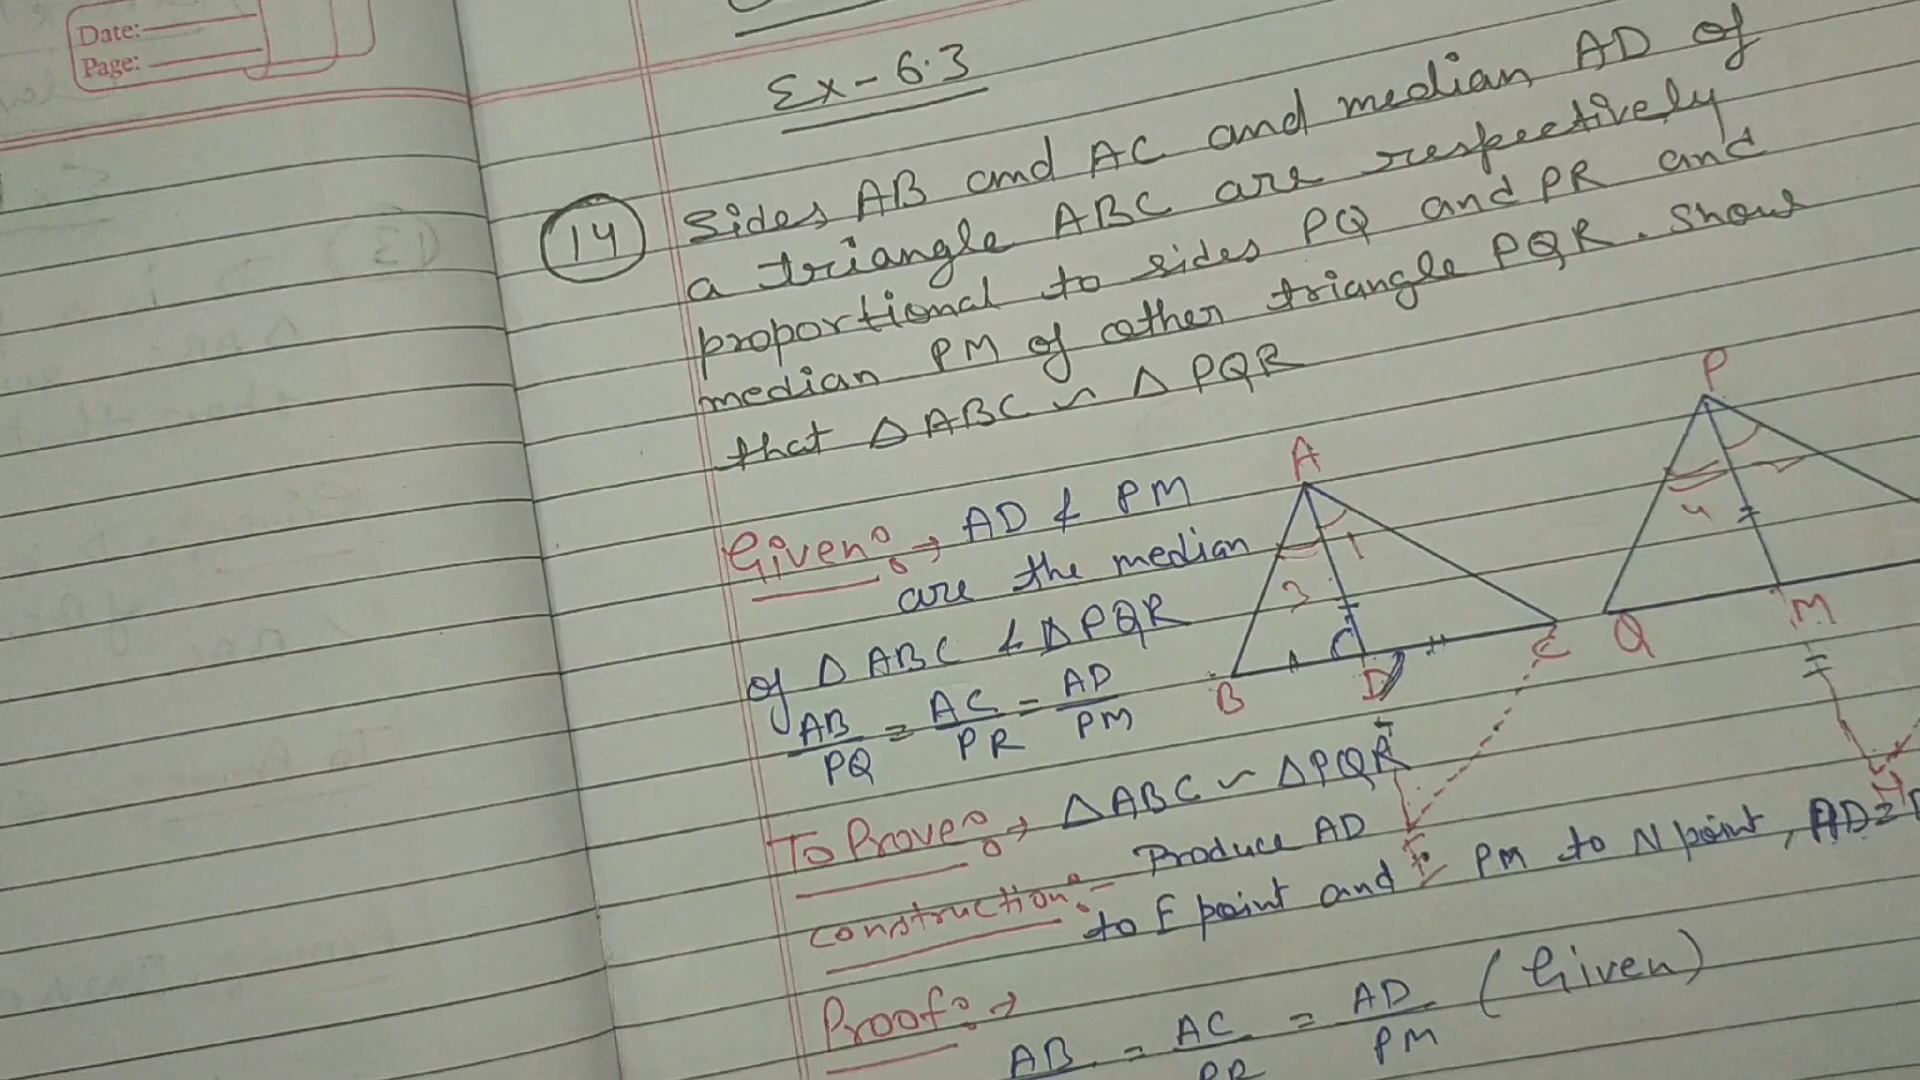 Date:
Page:
Ex-6.3
14 Sides AB and AC and median AD of
a triangle ABC are respectively
proportional to sides PQ and PR and
median PM of other triangle PQR. Show
that △ABC ~ △PQR
Given:→ AD & PM
are the median
of △ABC & △PQR
AB/PQ = AC/PR = AD/PM
A
1
3
B
D
C
E
P
4
Q
M
To Prove:→ △ABC ~ △PQR
construction:- Produce AD
to E point and PM to N point, AD=
Proof:→
AB = AC/PR = AD/PM (Given)